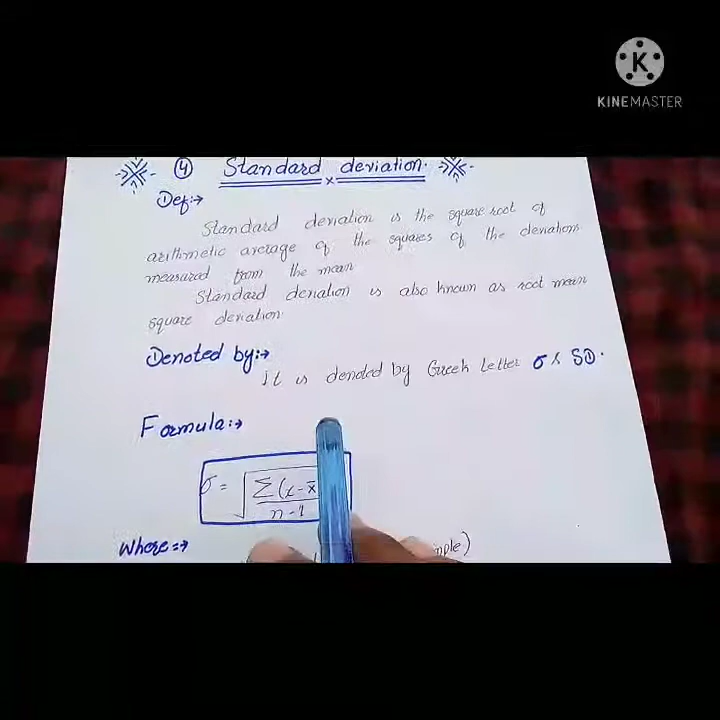 K
KINEMASTER
4 Standard deviation.
Def:→
Standard deviation is the square root of
arithmetic average of the squares of the deviations
measured from the mean
Standard deviation is also known as root mean
square deviation
Denoted by:→
It is denoted by Greek letter σ & SD.
Formula:→
σ = √ Σ(x-x̄
n-1
Where:→
mple)